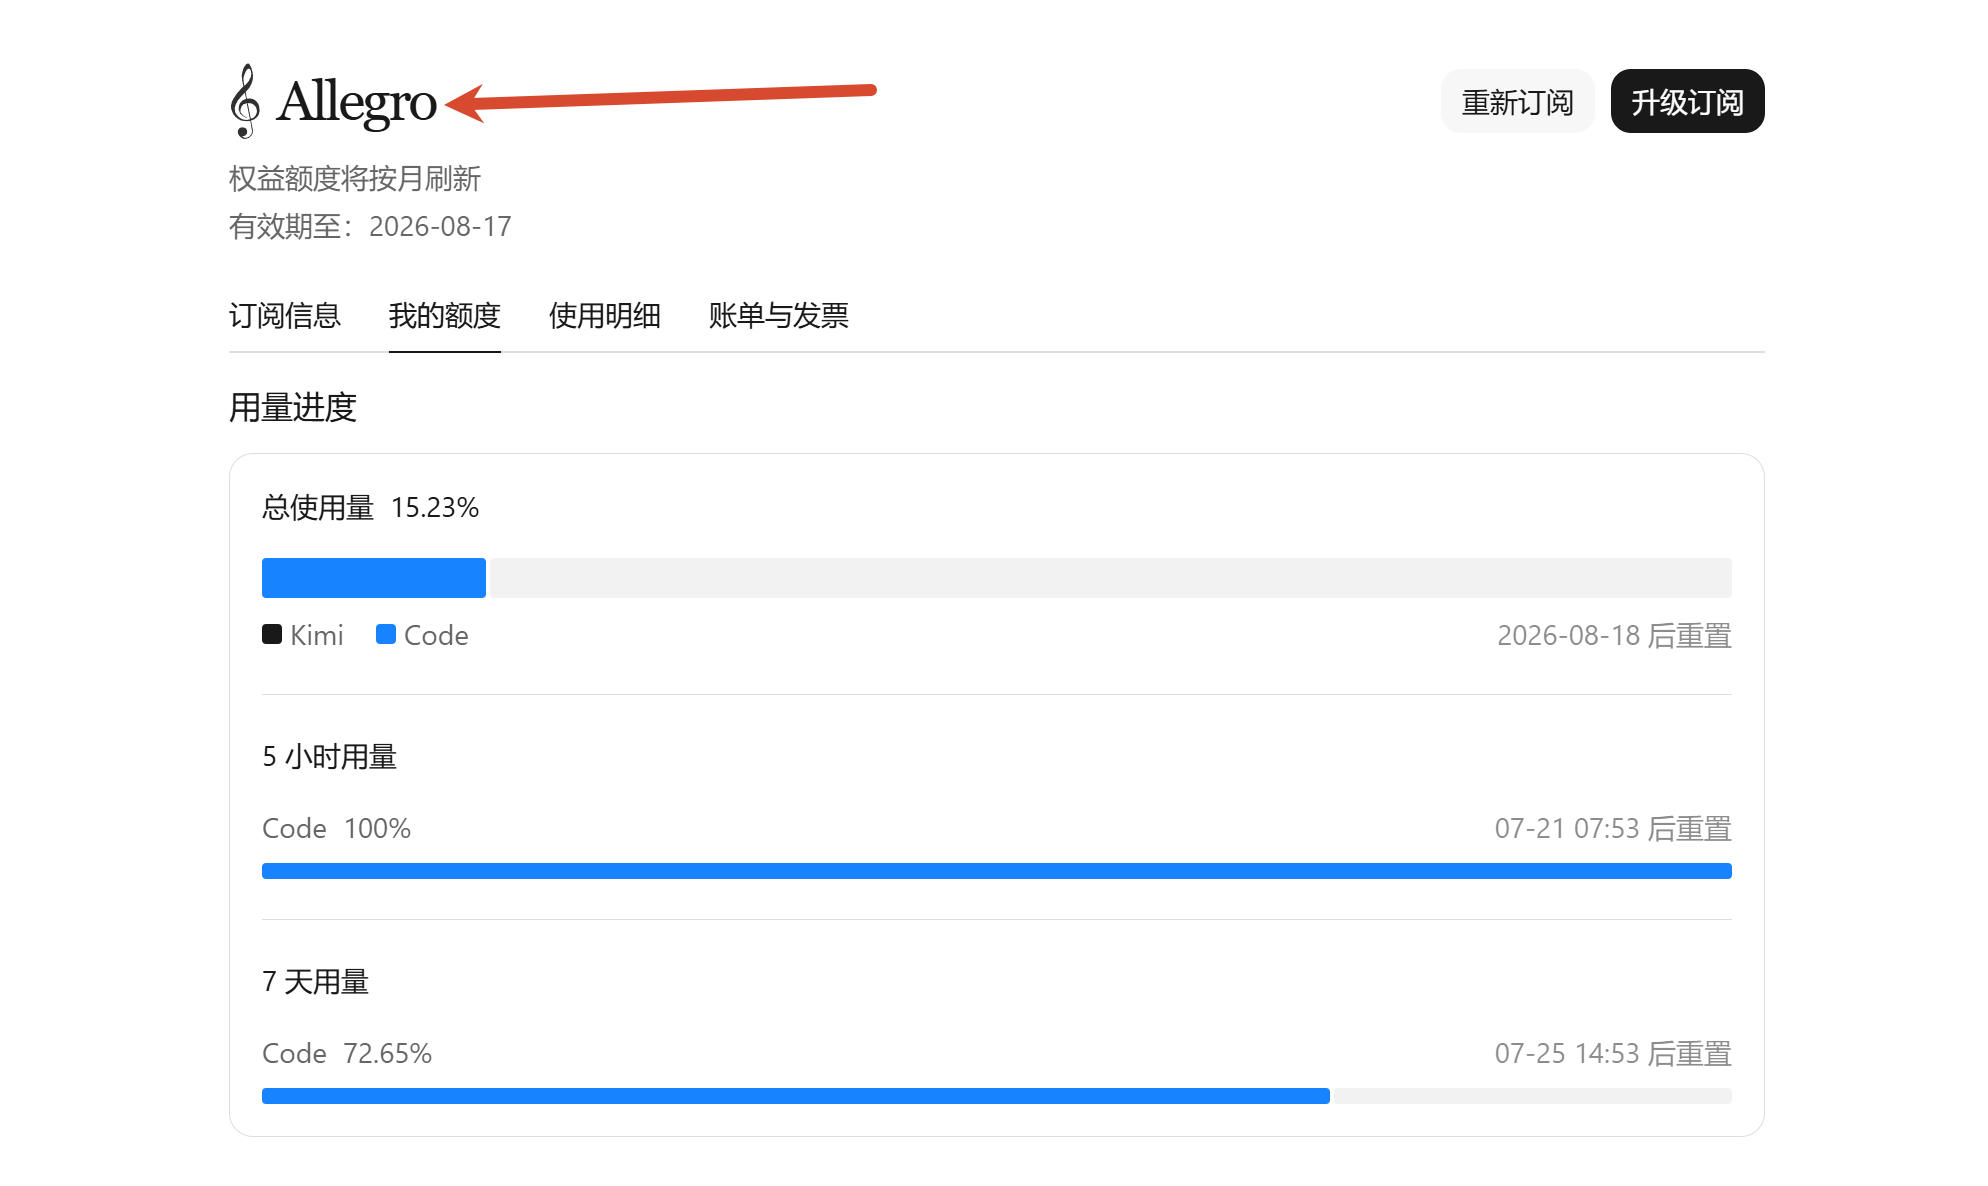 Allegro
重新订阅 升级订阅
权益额度将按月刷新
有效期至：2026-08-17
订阅信息 我的额度 使用明细 账单与发票
用量进度
总使用量 15.23%
Kimi Code 2026-08-18 后重置
5 小时用量
Code 100% 07-21 07:53 后重置
7 天用量
Code 72.65% 07-25 14:53 后重置